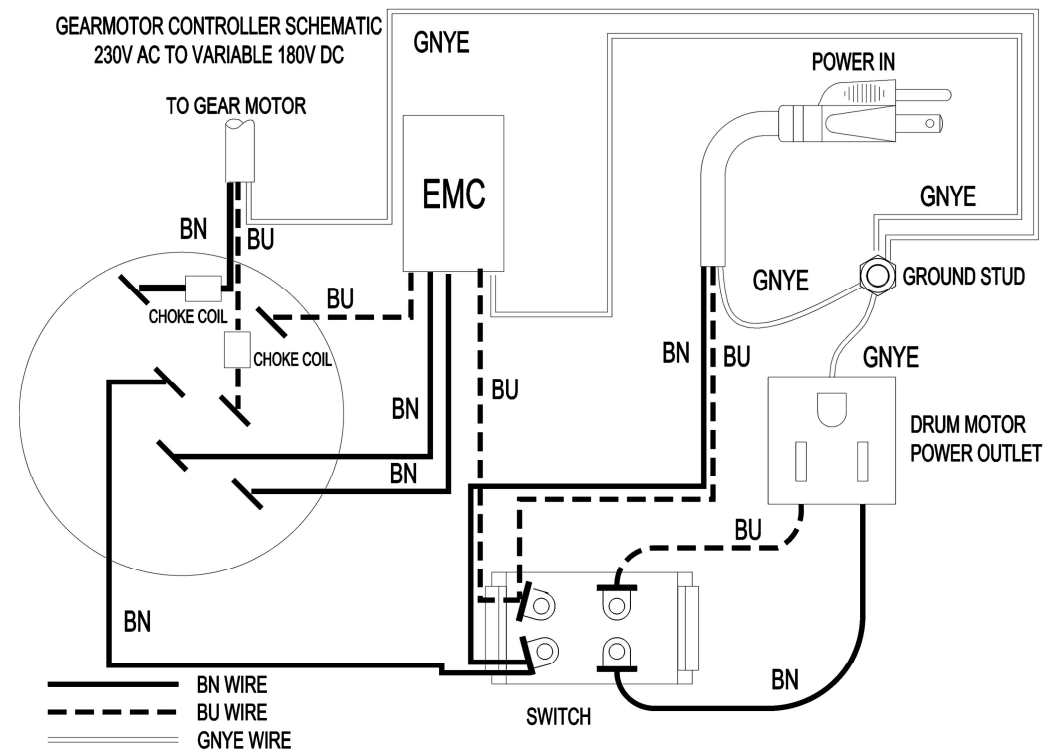 GEARMOTOR CONTROLLER SCHEMATIC
230V AC TO VARIABLE 180V DC
GNYE
POWER IN
TO GEAR MOTOR
EMC
GNYE
BN
BU
GNYE
GROUND STUD
BU
CHOKE COIL
CHOKE COIL
BN
BU
GNYE
BU
BN
DRUM MOTOR
POWER OUTLET
BN
BU
BN
BN
BN WIRE
SWITCH
BU WIRE
GNYE WIRE